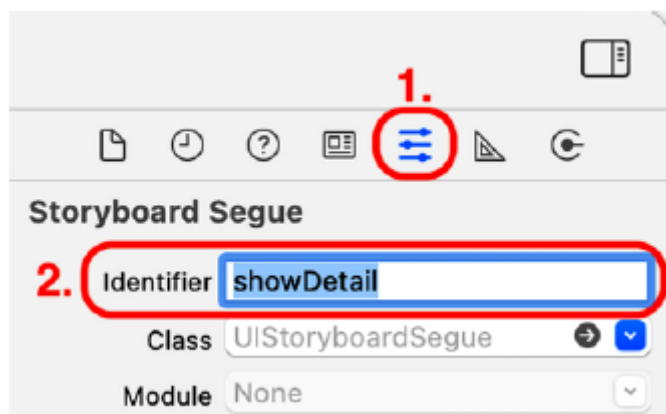 1.
Storyboard Segue
2. Identifier showDetail
Class UIStoryboardSegue
Module None